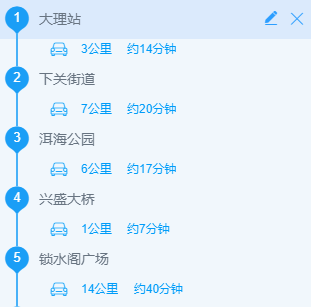 1 大理站
3公里 约14分钟
2 下关街道
7公里 约20分钟
3 洱海公园
6公里 约17分钟
4 兴盛大桥
1公里 约7分钟
5 锁水阁广场
14公里 约40分钟